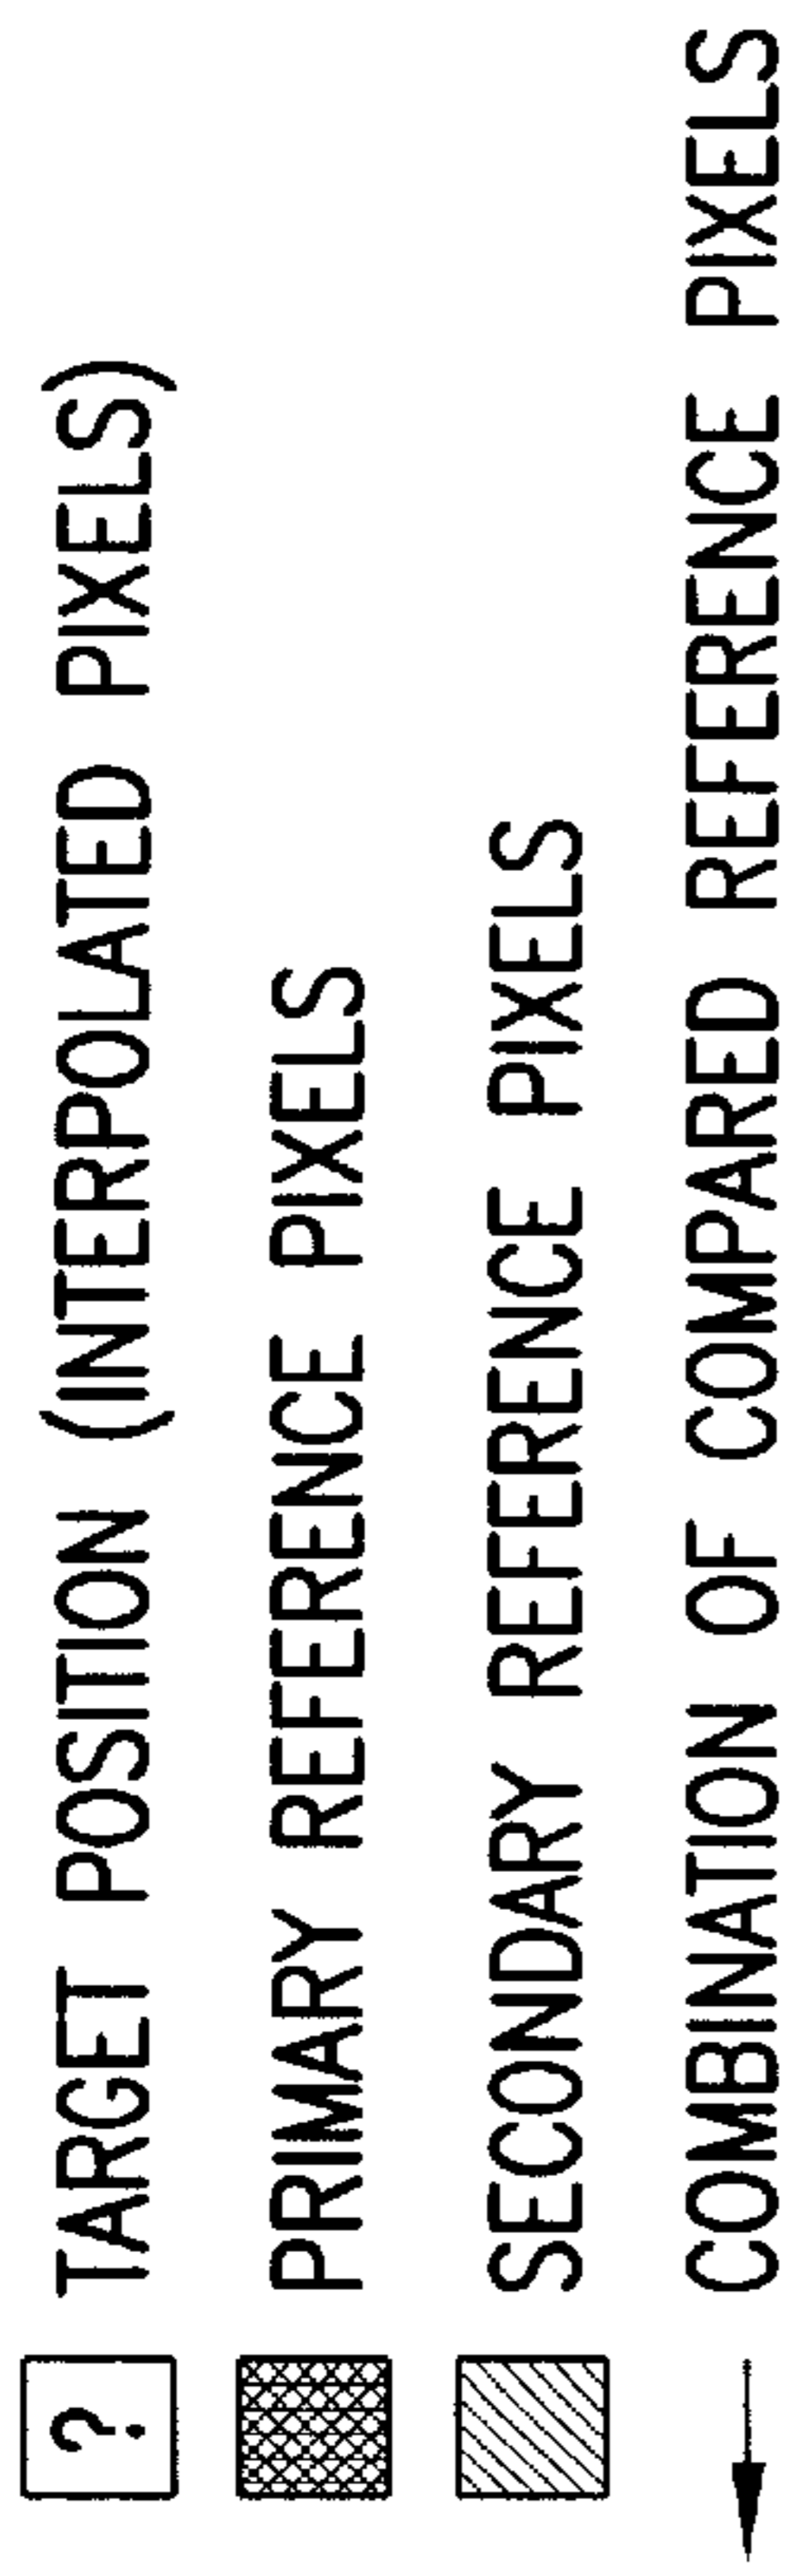 ? TARGET POSITION (INTERPOLATED PIXELS)
PRIMARY REFERENCE PIXELS
SECONDARY REFERENCE PIXELS
COMBINATION OF COMPARED REFERENCE PIXELS